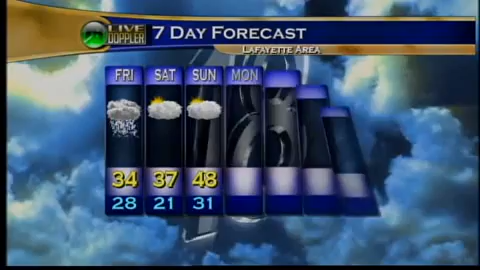 LIVE
DOPPLER
7 DAY FORECAST
LAFAYETTE AREA
FRI SAT SUN MON
34 37 48
28 21 31